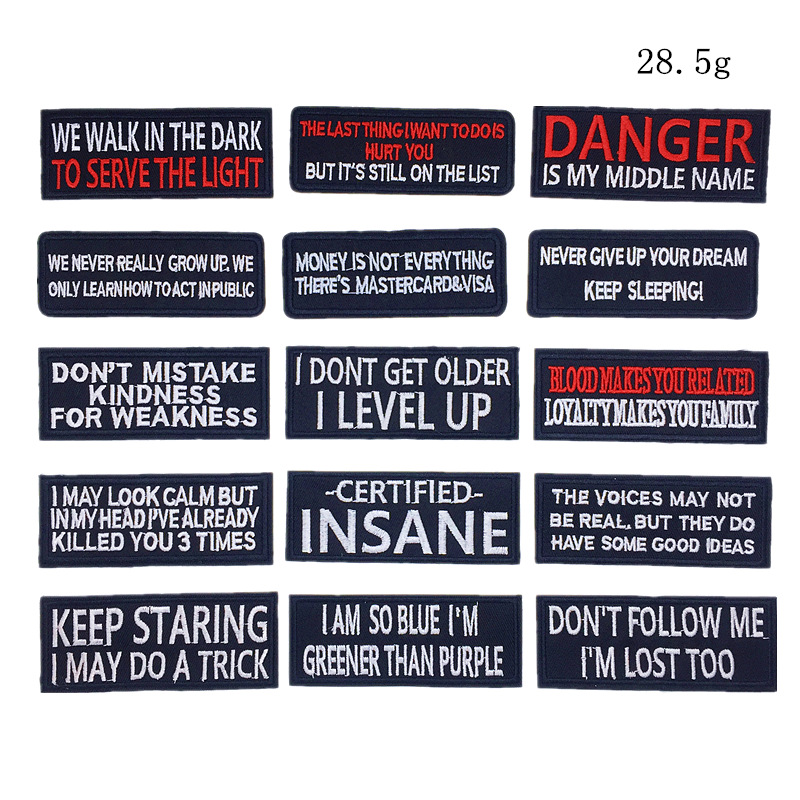 28.5g
WE WALK IN THE DARK
TO SERVE THE LIGHT
THE LAST THING I WANT TO DO IS
HURT YOU
BUT IT'S STILL ON THE LIST
DANGER
IS MY MIDDLE NAME
WE NEVER REALLY GROW UP. WE
ONLY LEARN HOW TO ACT IN PUBLIC
MONEY IS NOT EVERYTHNG
THERE'S MASTERCARD&VISA
NEVER GIVE UP YOUR DREAM
KEEP SLEEPING!
DON'T MISTAKE
KINDNESS
FOR WEAKNESS
I DONT GET OLDER
I LEVEL UP
BLOOD MAKES YOU RELATED
LOYALTY MAKES YOU FAMILY
I MAY LOOK CALM BUT
IN MY HEAD I'VE ALREADY
KILLED YOU 3 TIMES
-CERTIFIED-
INSANE
THE VOICES MAY NOT
BE REAL. BUT THEY DO
HAVE SOME GOOD IDEAS
KEEP STARING
I MAY DO A TRICK
I AM SO BLUE I'M
GREENER THAN PURPLE
DON'T FOLLOW ME
I'M LOST TOO